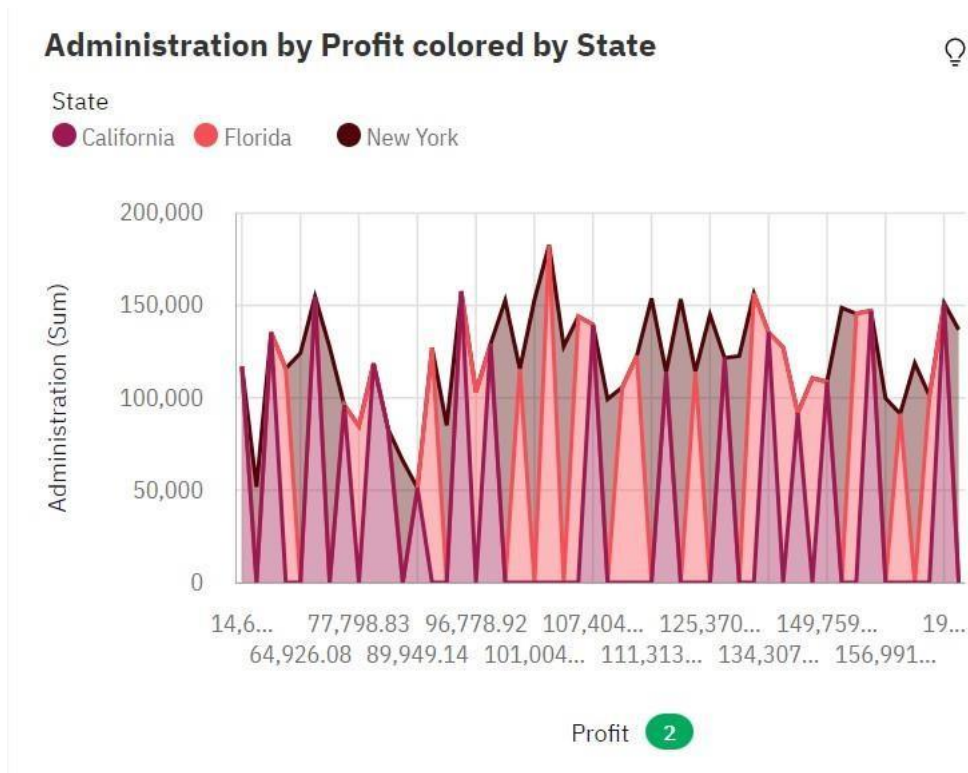 Administration by Profit colored by State
State
California Florida New York
200,000
150,000
100,000
50,000
0
Administration (Sum)
14,6... 77,798.83 96,778.92 107,404... 125,370... 149,759... 19...
64,926.08 89,949.14 101,004... 111,313... 134,307... 156,991...
Profit 2